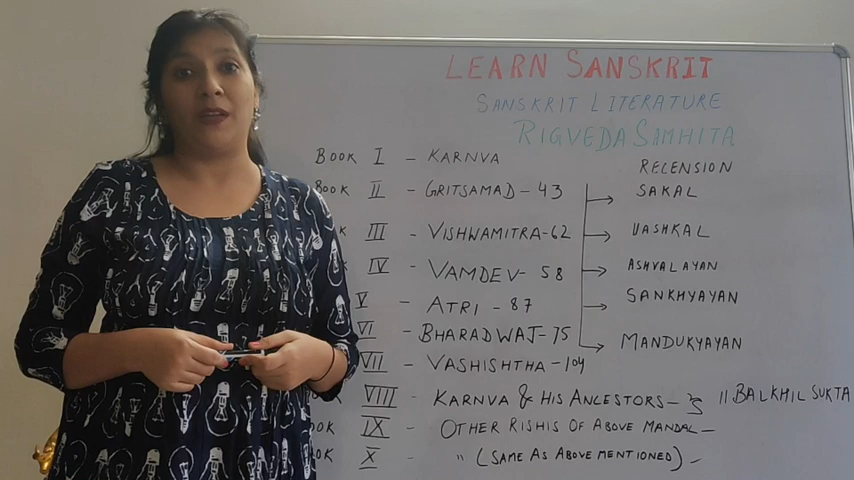 LEARN SANSKRIT
SANSKRIT LITERATURE
RIGVEDA SAMHITA
BOOK I - KARNVA RECENSION
BOOK II - GRITSAMAD - 43 SAKAL
III - VISHWAMITRA - 62 VASHKAL
K IV - VAMDEV - 58 ASHVALAYAN
V - ATRI - 87 SANKHYAYAN
VI - BHARADWAJ - 75 MANDUKYAYAN
VII - VASHISHTHA - 104
VIII - KARNVA & HIS ANCESTORS - 11 BALKHIL SUKTA
OOK IX - OTHER RISHIS OF ABOVE MANDAL -
OOK X - " (SAME AS ABOVE MENTIONED) -